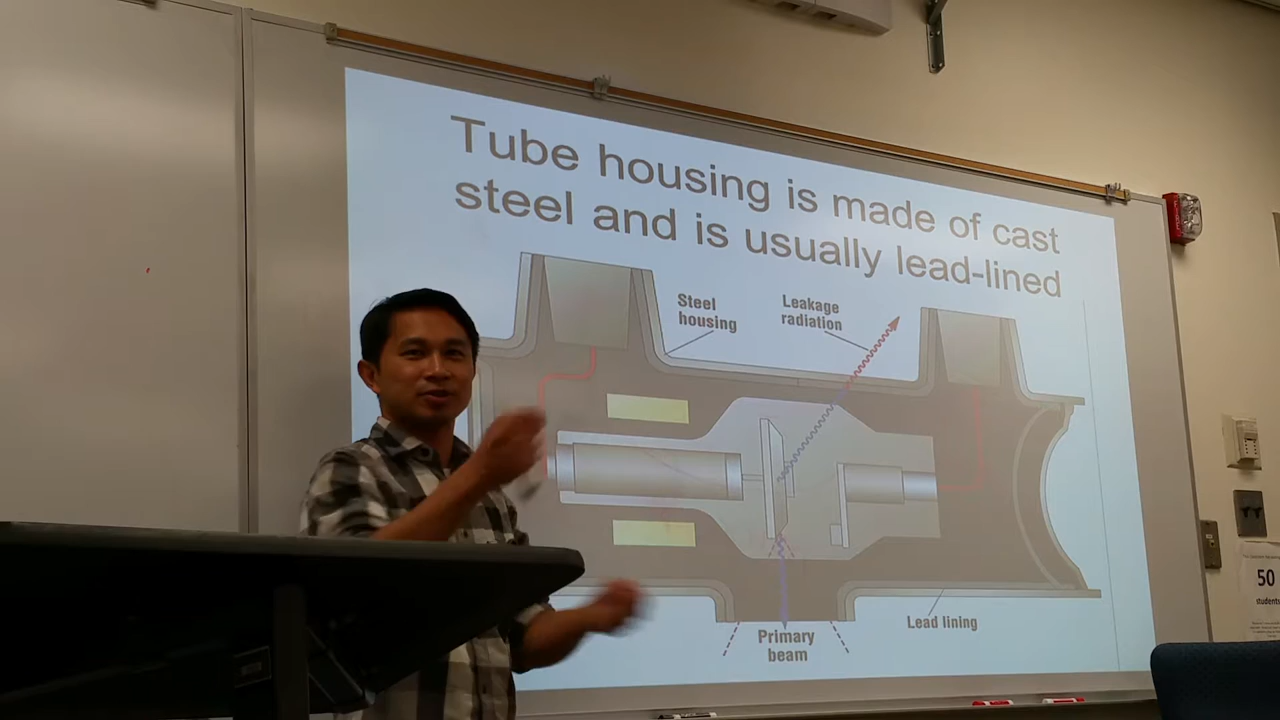 Tube housing is made of cast
steel and is usually lead-lined
Steel
housing
Leakage
radiation
Primary
beam
Lead lining
50
students